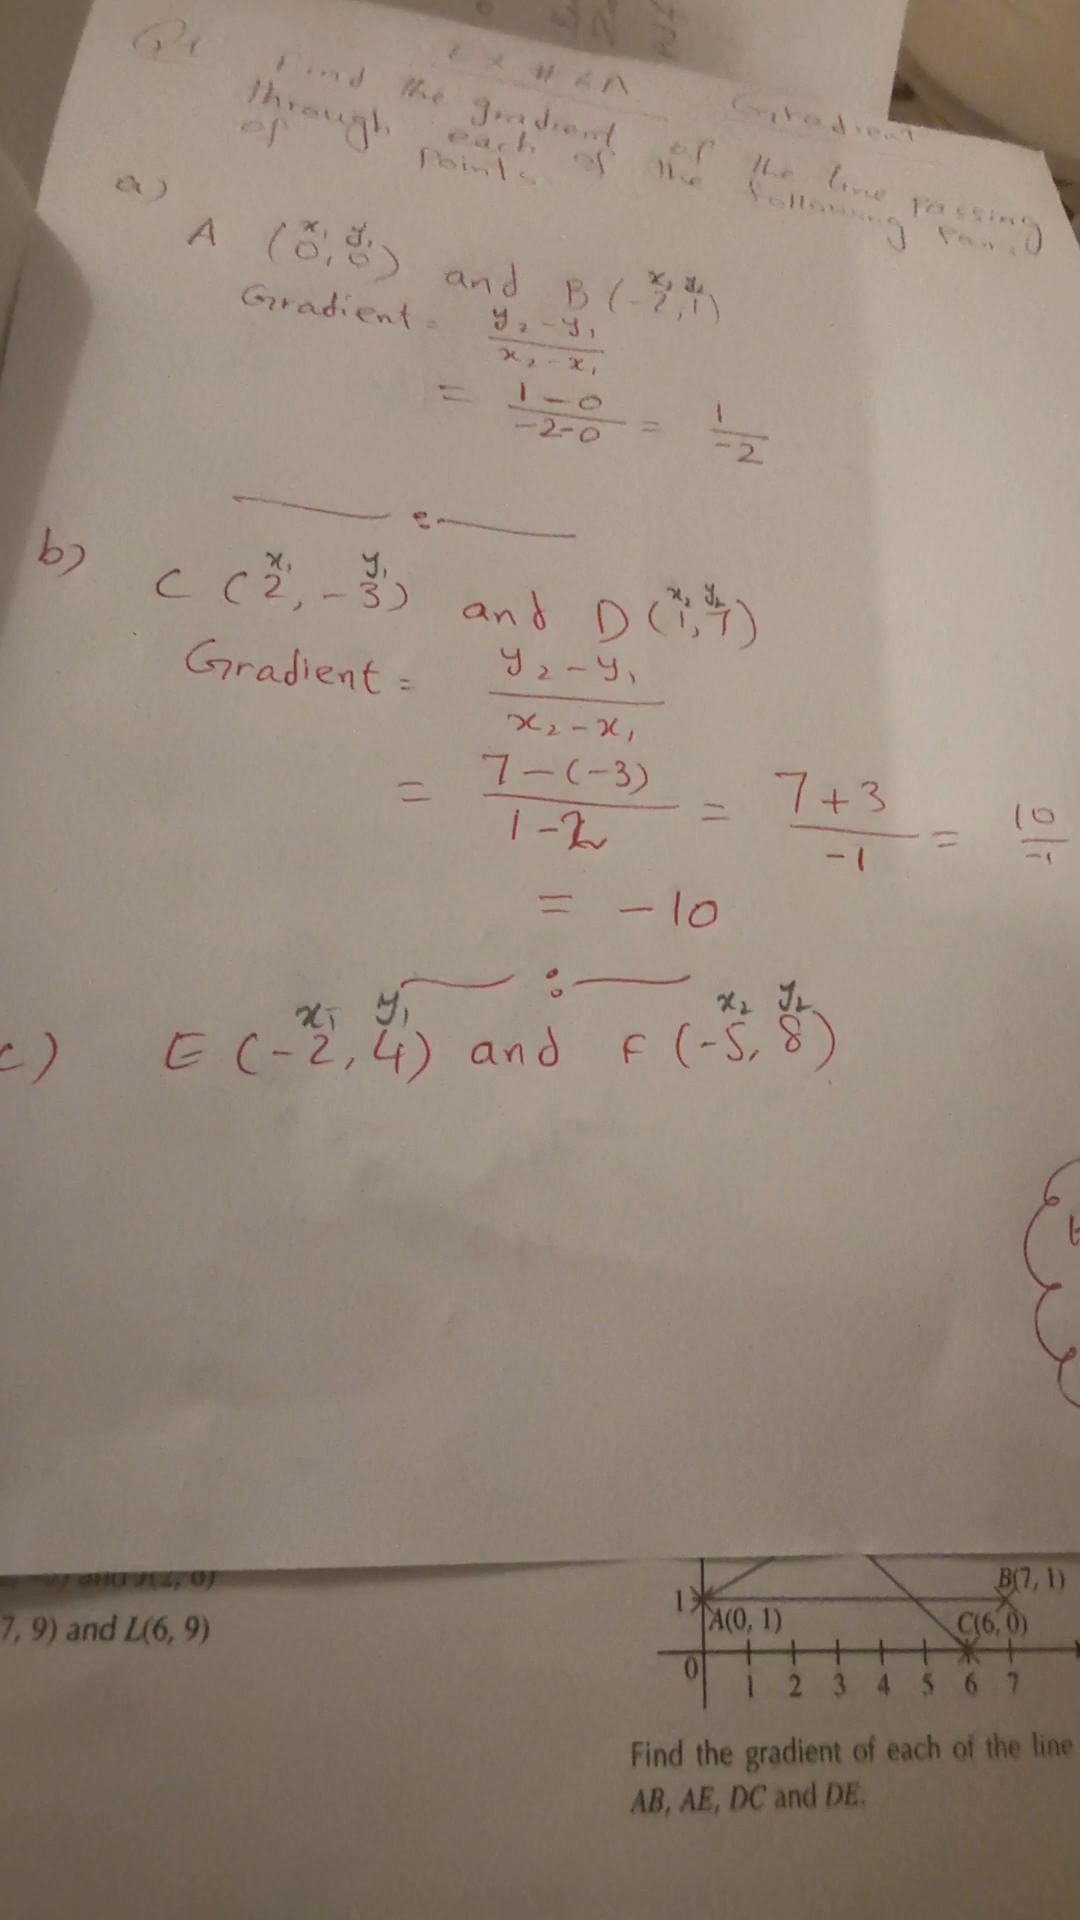 Q1 Ex # 6A Gradient
Find the gradient of the line passing
through each of the following pairs
of points
a)
x₁ y₁ x₂ y₂
A (0, 0) and B (-2, 1)
Gradient = y₂ - y₁ / x₂ - x₁
= 1 - 0 / -2 - 0 = 1 / -2
b)
x₁ y₁ x₂ y₂
C (2, -3) and D (1, 7)
Gradient = y₂ - y₁ / x₂ - x₁
= 7 - (-3) / 1 - 2 = 7 + 3 / -1 = 10 / -1
= -10
x₁ y₁ x₂ y₂
c) E (-2, 4) and F (-5, 8)
7, 9) and L(6, 9)
B(7, 1)
1
A(0, 1) C(6, 0)
0 1 2 3 4 5 6 7
Find the gradient of each of the line
AB, AE, DC and DE.